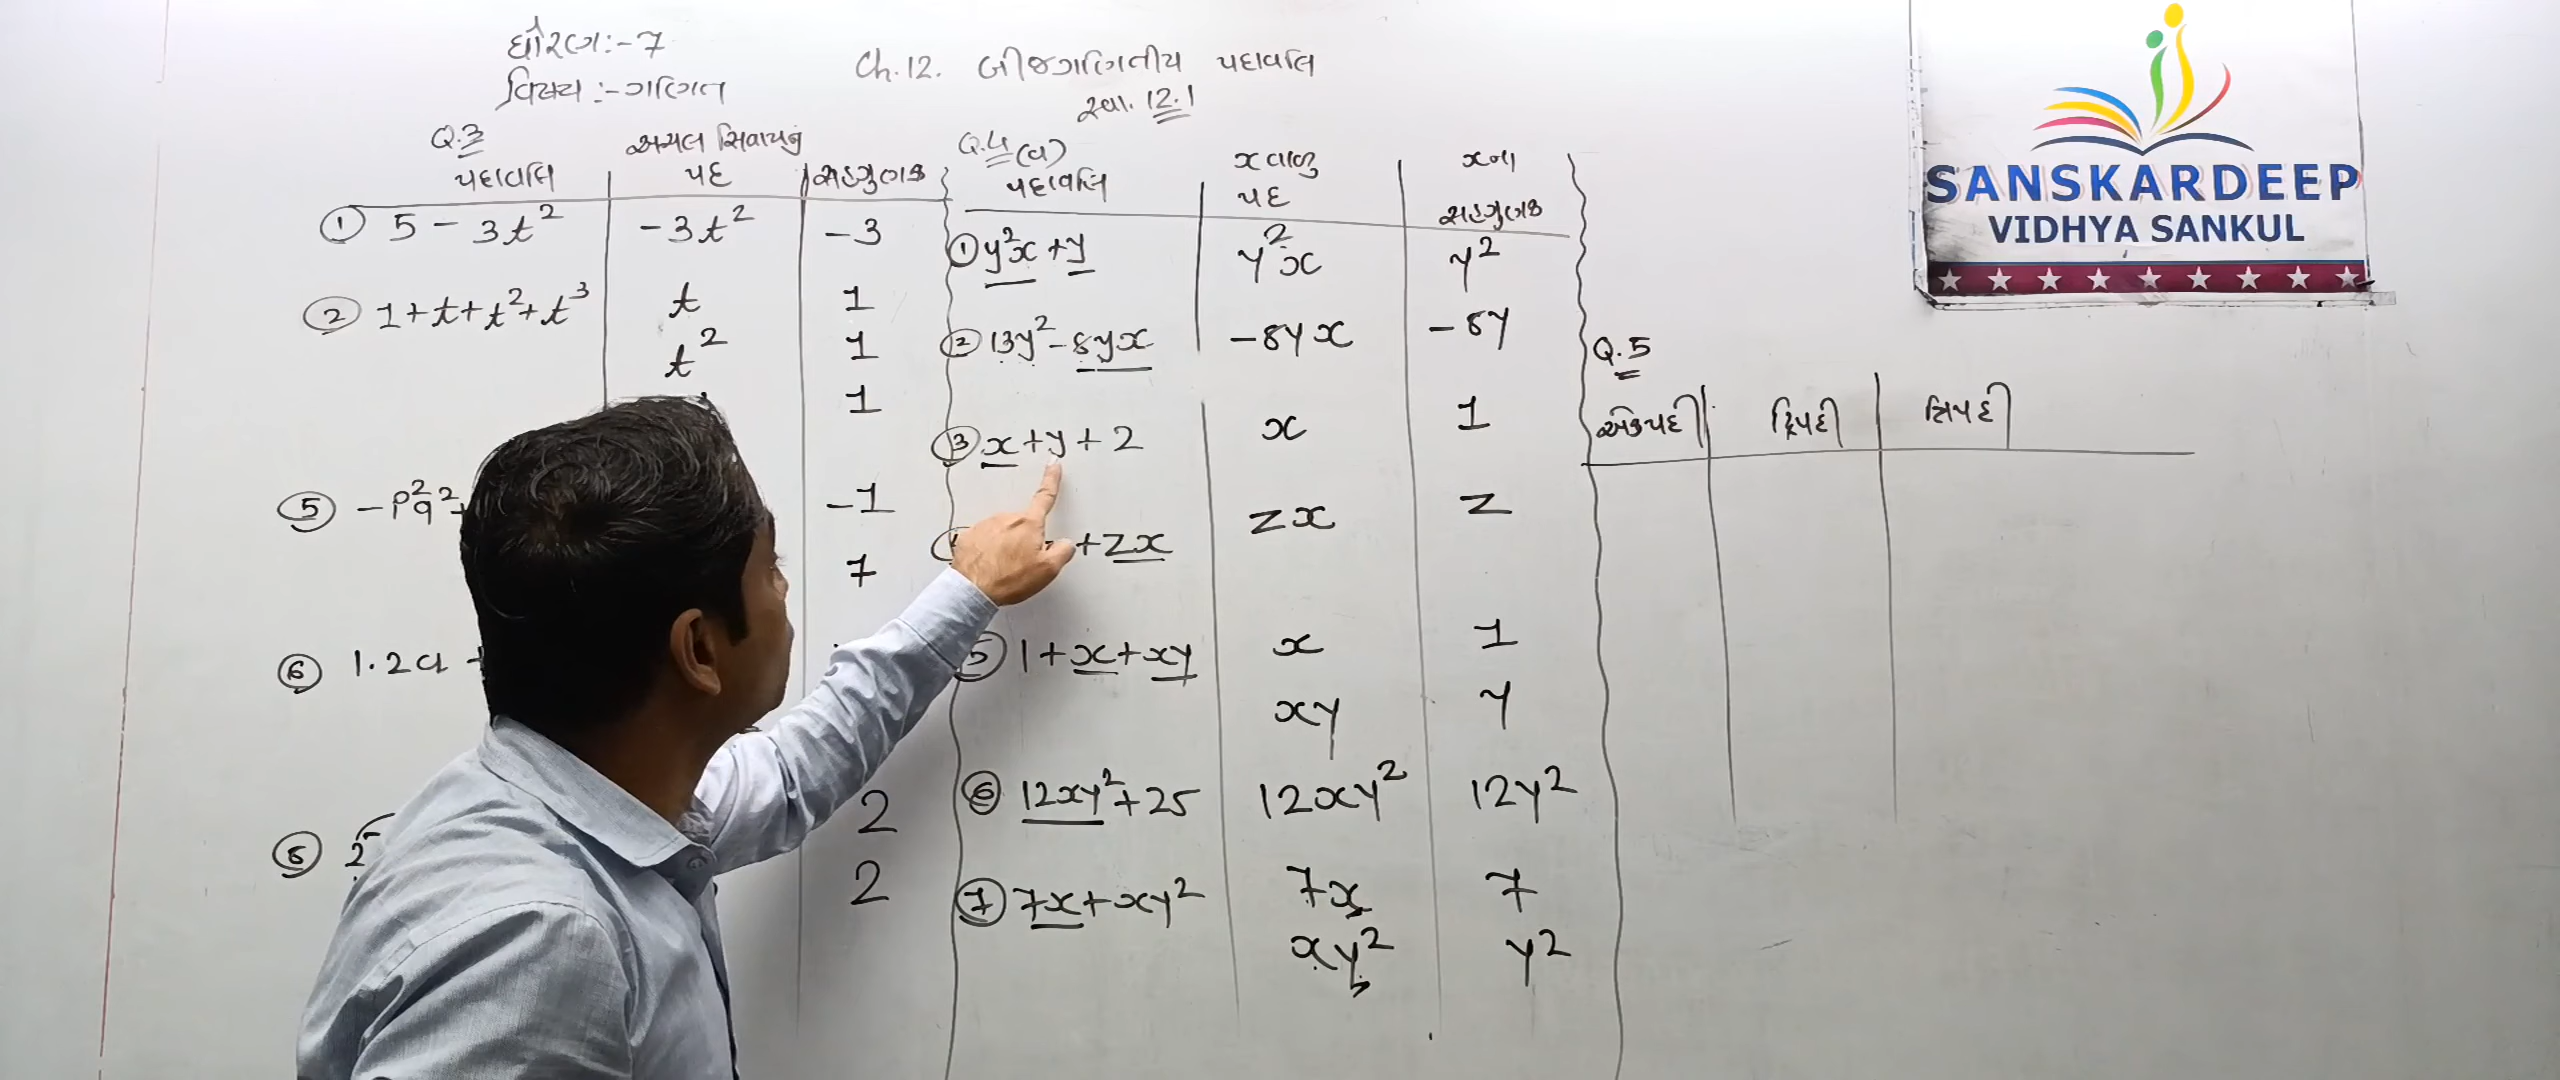 ધોરણ:-7
વિષય:-ગણિત
Ch.12. બીજગણિતીય પદાવલિ
સ્વા. 12.1
Q.3
પદાવલિ
અચલ સિવાયનું
પદ
સહગુણક
① 5 - 3t²
-3t²
-3
② 1+t+t²+t³
t
1
t²
1
1
⑤ -p²q²+
-1
7
⑥ 1.2a +
⑧ 2
2
2
Q.4 (a)
પદાવલિ
x વાળુ
પદ
x ના
સહગુણક
① y²x + y
y²x
y²
② 13y² - 8yx
-8yx
-8y
③ x + y + 2
x
1
+ zx
zx
z
5 1 + x + xy
x
1
xy
y
⑥ 12xy² + 25
12xy²
12y²
⑦ 7x + xy²
7x
7
xy²
y²
Q.5
એકપદી
દ્વિપદી
ત્રિપદી
SANSKARDEEP
VIDHYA SANKUL